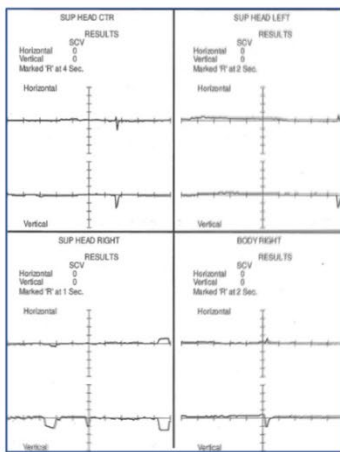 SUP HEAD CTR
RESULTS
SCV
Horizontal 0
Vertical 0
Marked 'R' at 4 Sec.
Horizontal
Vertical
SUP HEAD LEFT
RESULTS
SCV
Horizontal 0
Vertical 0
Marked 'R' at 2 Sec.
Horizontal
Vertical
SUP HEAD RIGHT
RESULTS
SCV
Horizontal 0
Vertical 0
Marked 'R' at 1 Sec.
Horizontal
Vertical
BODY RIGHT
RESULTS
SCV
Horizontal 0
Vertical 0
Marked 'R' at 2 Sec.
Horizontal
Vertical